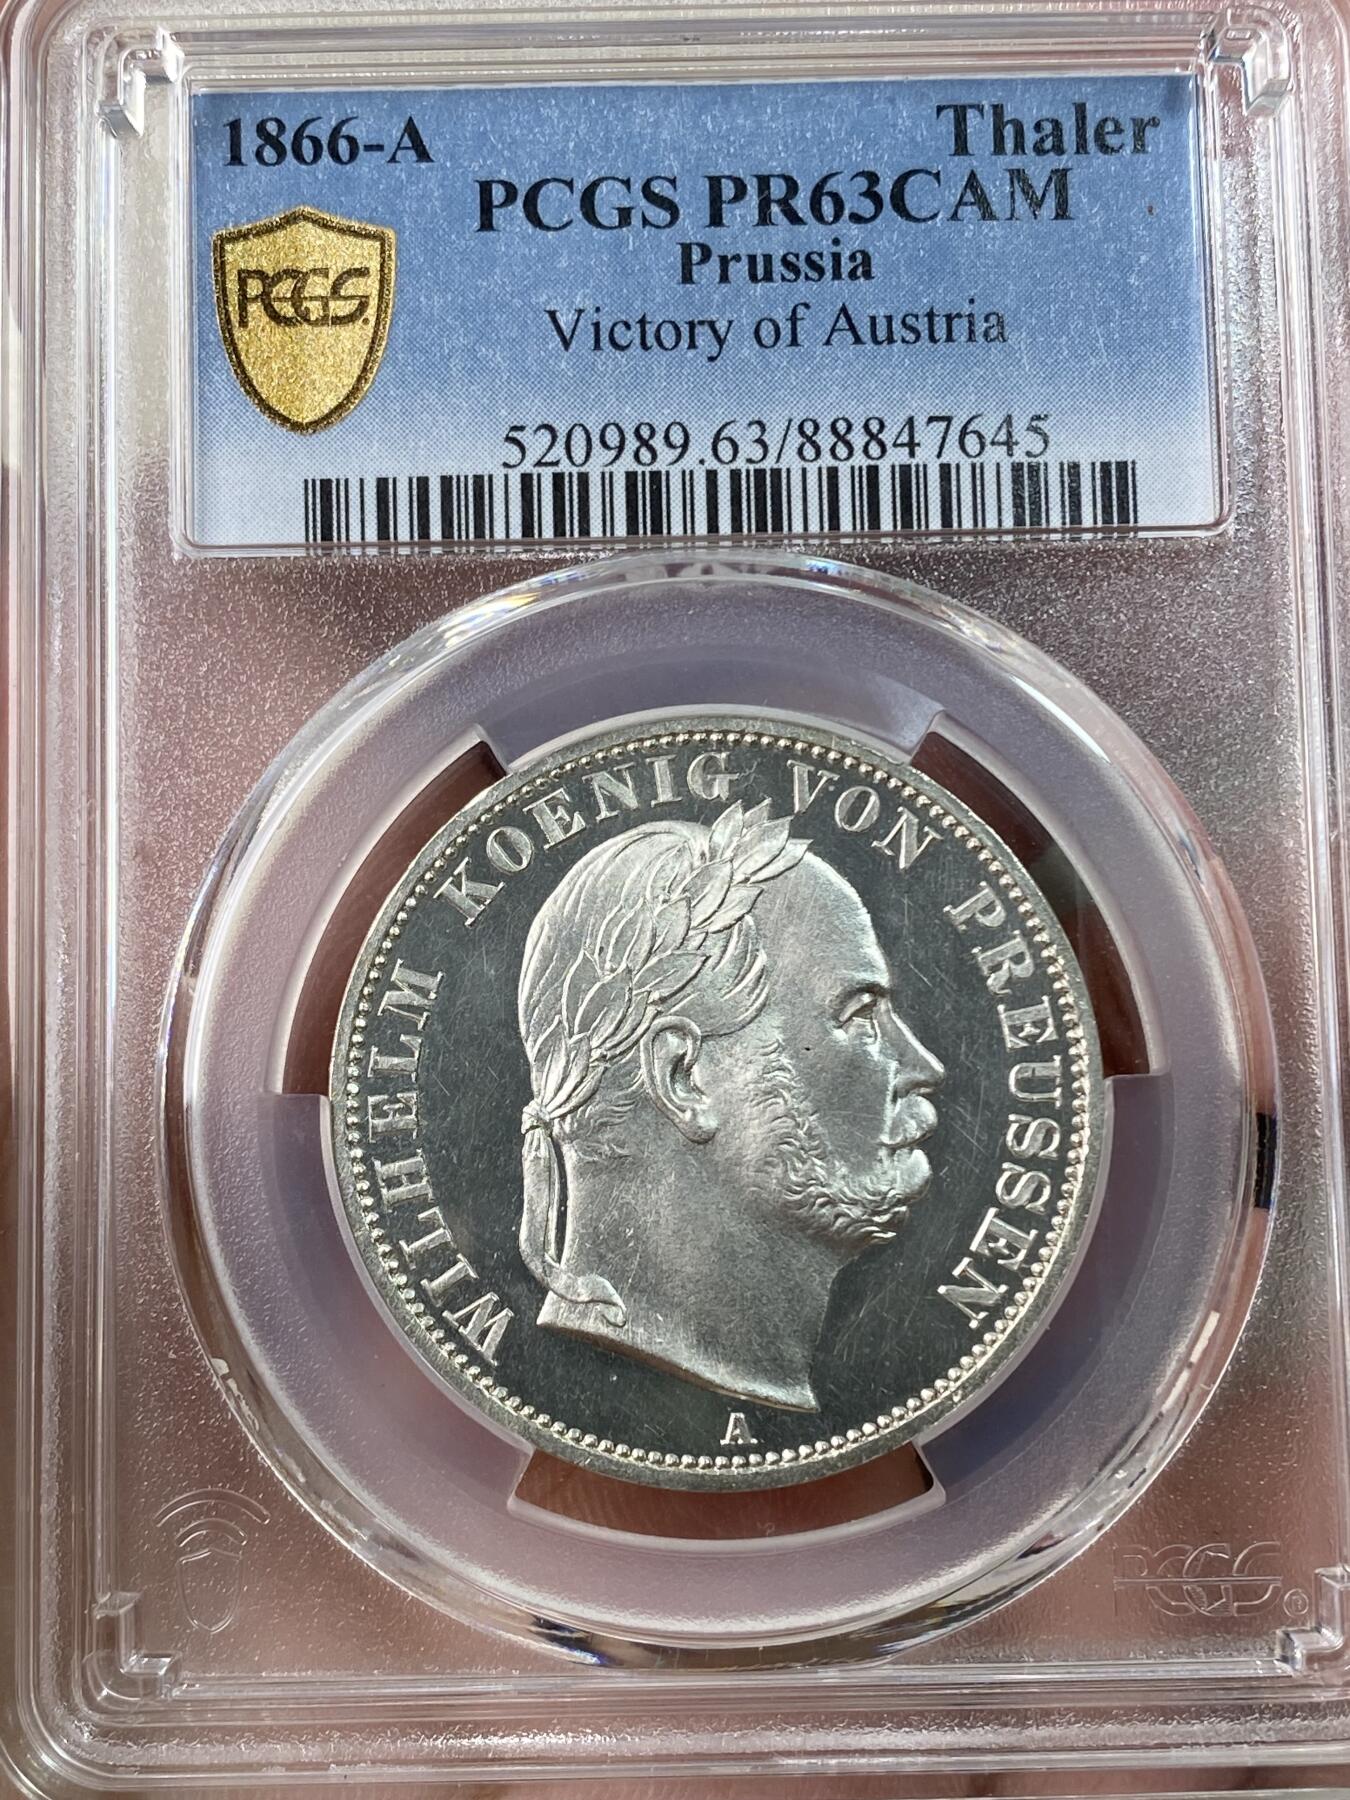 1866-A Thaler
PCGS PR63CAM
Prussia
Victory of Austria
PCGS
520989.63/88847645
WILHELM KOENIG VON PREUSSEN
A
PCGS